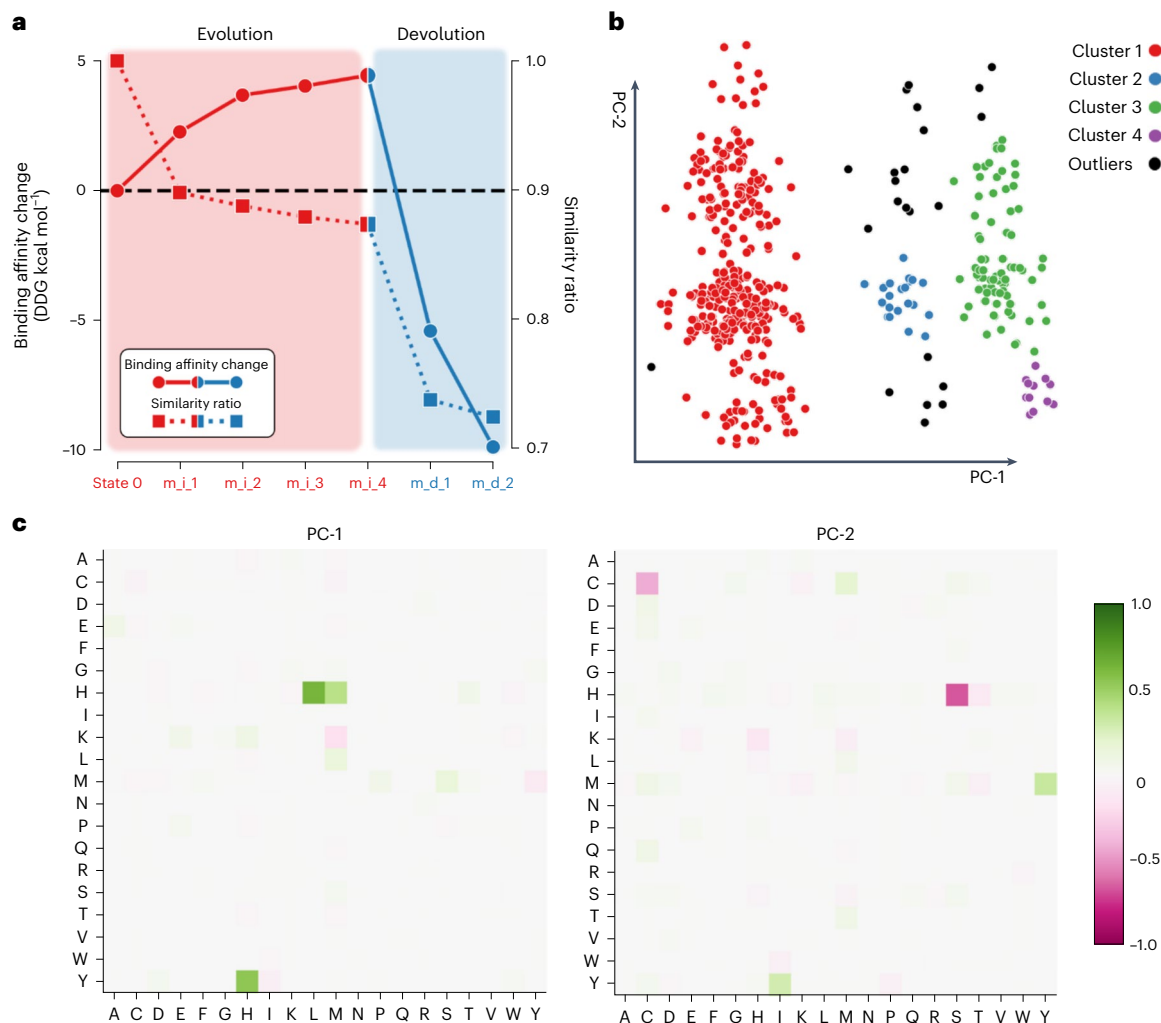 a
Evolution
Devolution
5
0
−5
−10
Binding affinity change
(DDG kcal mol−1)
1.0
0.9
0.8
0.7
Similarity ratio
Binding affinity change
Similarity ratio
State 0
m_i_1
m_i_2
m_i_3
m_i_4
m_d_1
m_d_2
b
PC-2
PC-1
Cluster 1
Cluster 2
Cluster 3
Cluster 4
Outliers
c
PC-1
A
C
D
E
F
G
H
I
K
L
M
N
P
Q
R
S
T
V
W
Y
A C D E F G H I K L M N P Q R S T V W Y
PC-2
A
C
D
E
F
G
H
I
K
L
M
N
P
Q
R
S
T
V
W
Y
A C D E F G H I K L M N P Q R S T V W Y
1.0
0.5
0
−0.5
−1.0